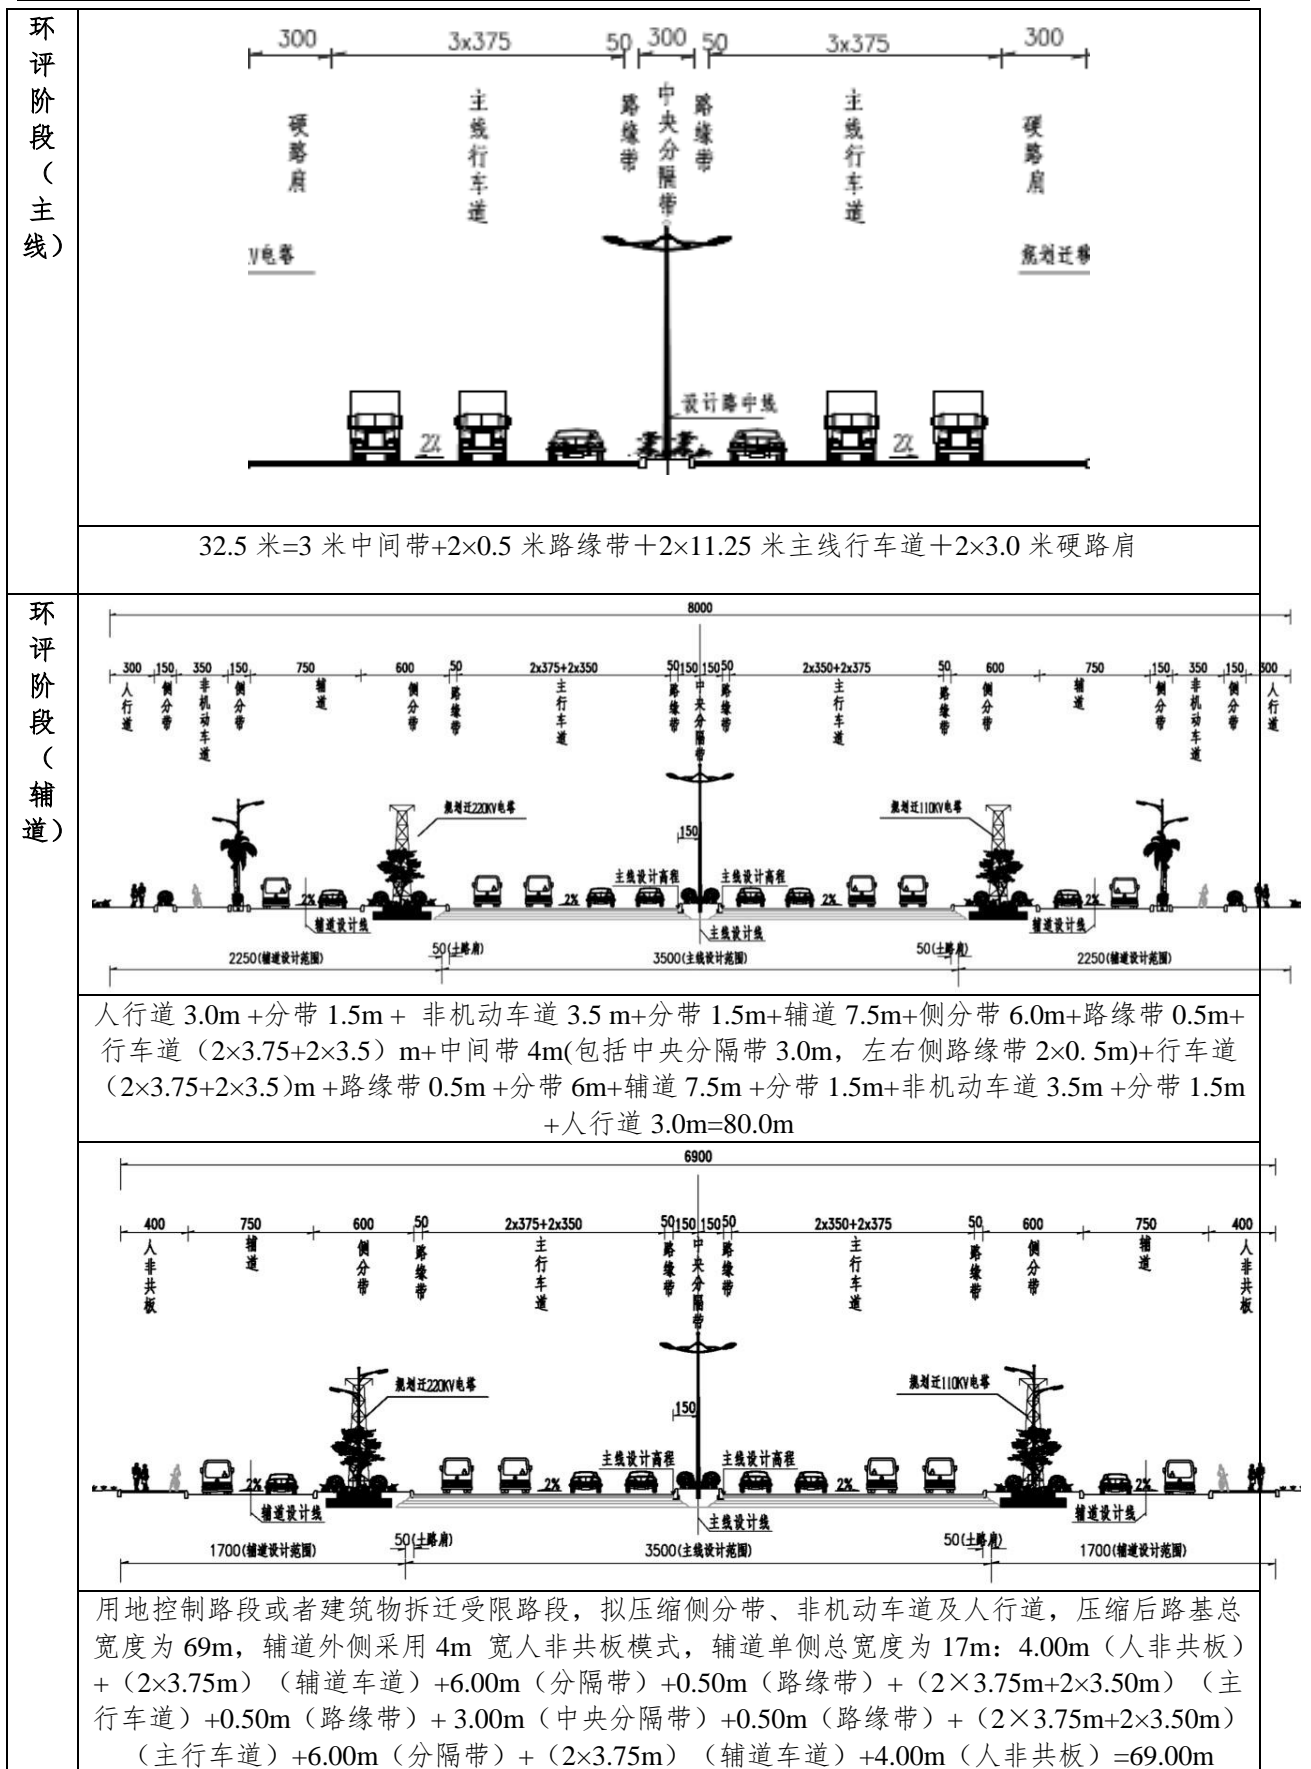 环评阶段（主线）
300 3x375 50 300 50 3x375 300
硬路肩 主线行车道 路缘带 中央分隔带 路缘带 主线行车道 硬路肩
V电塔 规划迁移
设计路中线
2% 2%
32.5 米=3 米中间带+2×0.5 米路缘带＋2×11.25 米主线行车道＋2×3.0 米硬路肩
环评阶段（辅道）
8000
300 150 350 150 750 600 50 2x375+2x350 50 150 150 50 2x350+2x375 50 600 750 150 350 150 300
人行道 侧分带 非机动车道 侧分带 辅道 侧分带 路缘带 主行车道 路缘带 中央分隔带 路缘带 主行车道 路缘带 侧分带 辅道 侧分带 非机动车道 侧分带 人行道
规划迁220KV电塔 规划迁110KV电塔
150
主线设计高程 主线设计高程
2% 2% 2% 2%
辅道设计线 主线设计线 辅道设计线
50(土路肩) 50(土路肩)
2250(辅道设计范围) 3500(主线设计范围) 2250(辅道设计范围)
人行道 3.0m +分带 1.5m + 非机动车道 3.5 m+分带 1.5m+辅道 7.5m+侧分带 6.0m+路缘带 0.5m+
行车道（2×3.75+2×3.5）m+中间带 4m(包括中央分隔带 3.0m，左右侧路缘带 2×0. 5m)+行车道
（2×3.75+2×3.5）m +路缘带 0.5m +分带 6m+辅道 7.5m +分带 1.5m+非机动车道 3.5m +分带 1.5m
+人行道 3.0m=80.0m
6900
400 750 600 50 2x375+2x350 50 150 150 50 2x350+2x375 50 600 750 400
人非共板 辅道 侧分带 路缘带 主行车道 路缘带 中央分隔带 路缘带 主行车道 路缘带 侧分带 辅道 人非共板
规划迁220KV电塔 规划迁110KV电塔
150
主线设计高程 主线设计高程
2% 2% 2% 2%
辅道设计线 主线设计线 辅道设计线
50(土路肩) 50(土路肩)
1700(辅道设计范围) 3500(主线设计范围) 1700(辅道设计范围)
用地控制路段或者建筑物拆迁受限路段，拟压缩侧分带、非机动车道及人行道，压缩后路基总
宽度为 69m，辅道外侧采用 4m 宽人非共板模式，辅道单侧总宽度为 17m：4.00m（人非共板）
+（2×3.75m）（辅道车道）+6.00m（分隔带）+0.50m（路缘带）+（2×3.75m+2×3.50m）（主
行车道）+0.50m（路缘带）+ 3.00m（中央分隔带）+0.50m（路缘带）+（2×3.75m+2×3.50m）
（主行车道）+6.00m（分隔带）+（2×3.75m）（辅道车道）+4.00m（人非共板）=69.00m